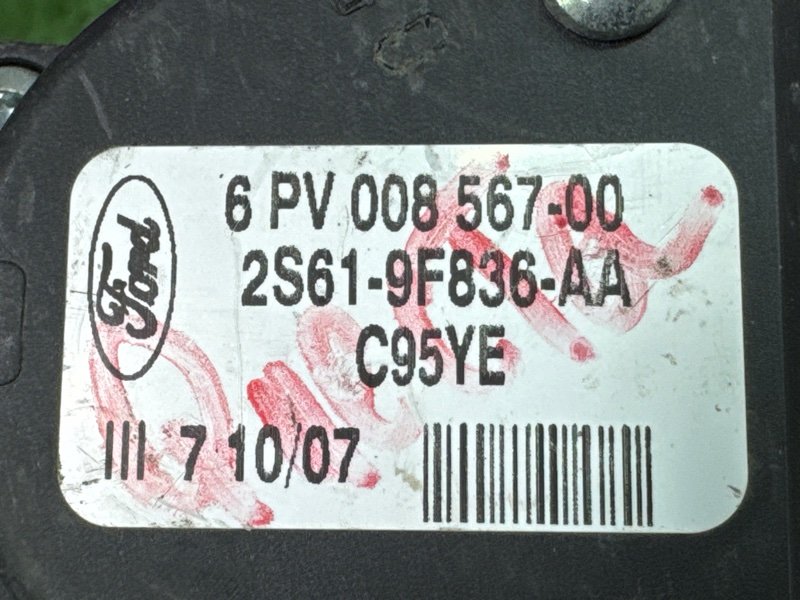 Ford
6 PV 008 567-00
2S61-9F836-AA
C95YE
III 7 10/07